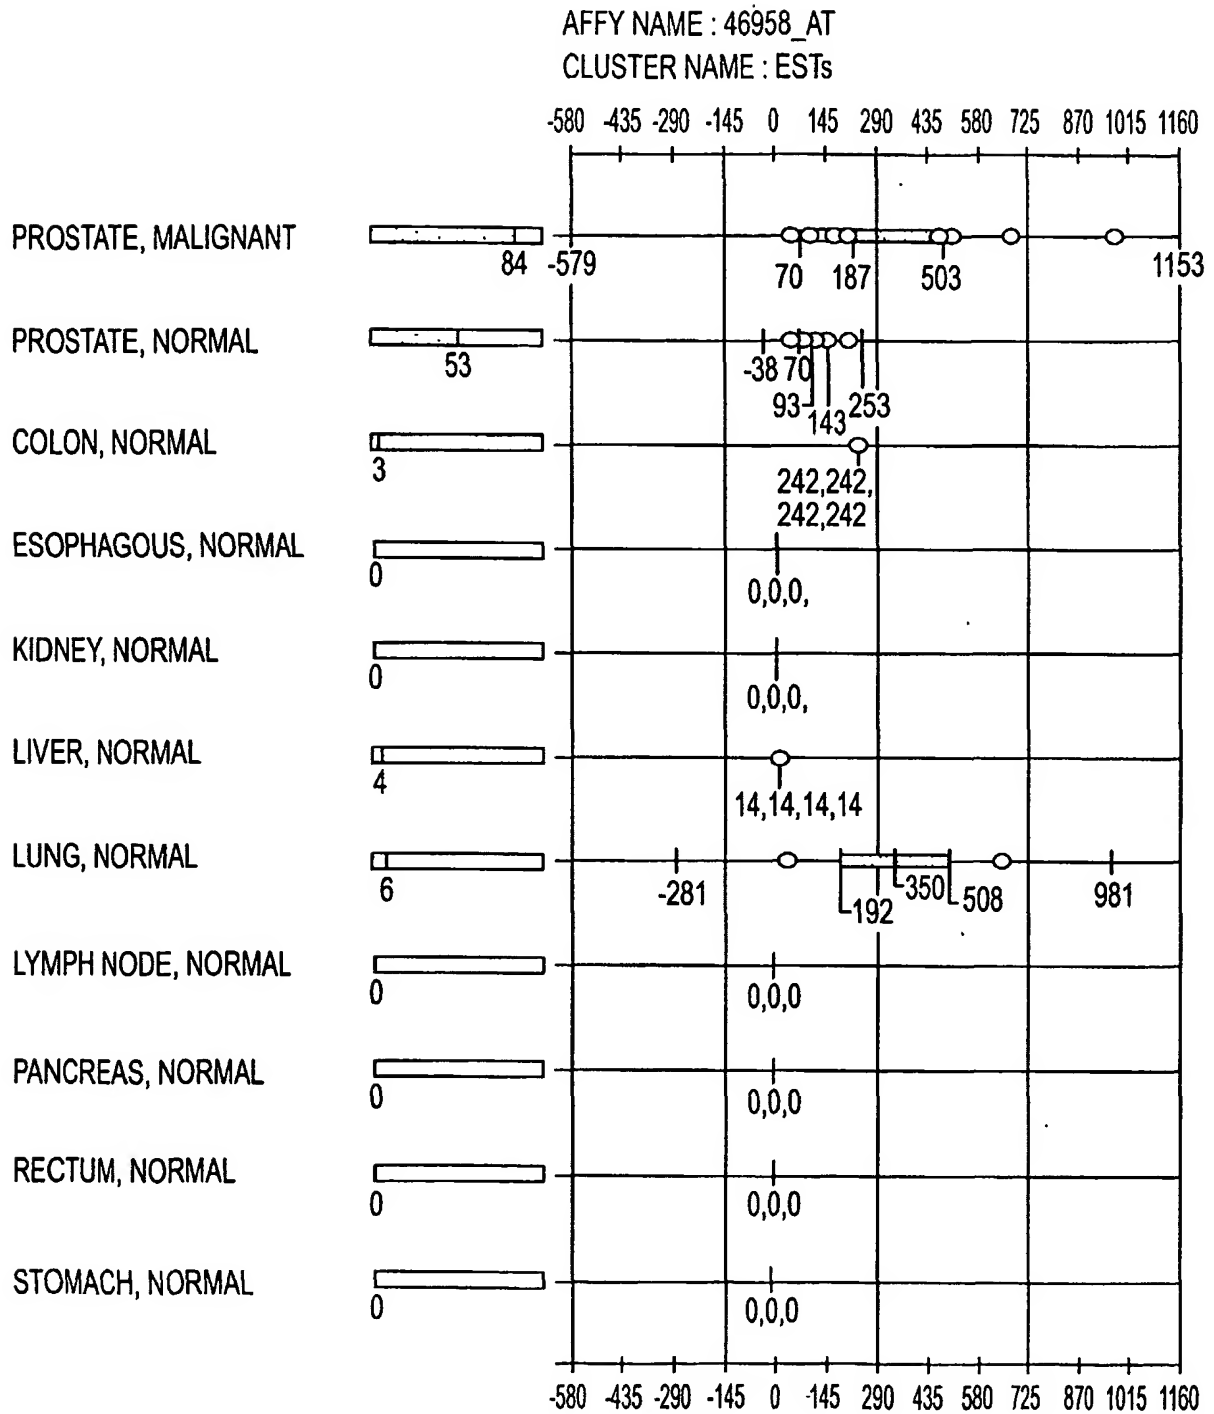 AFFY NAME : 46958_AT
CLUSTER NAME : ESTs
-580 -435 -290 -145 0 145 290 435 580 725 870 1015 1160
PROSTATE, MALIGNANT
84 -579 70 187 503 1153
PROSTATE, NORMAL
53 -38 70 93 143 253
COLON, NORMAL
3 242,242,
242,242
ESOPHAGOUS, NORMAL
0 0,0,0,
KIDNEY, NORMAL
0 0,0,0,
LIVER, NORMAL
4 14,14,14,14
LUNG, NORMAL
6 -281 192 350 508 981
LYMPH NODE, NORMAL
0 0,0,0
PANCREAS, NORMAL
0 0,0,0
RECTUM, NORMAL
0 0,0,0
STOMACH, NORMAL
0 0,0,0
-580 -435 -290 -145 0 -145 290 435 580 725 870 1015 1160